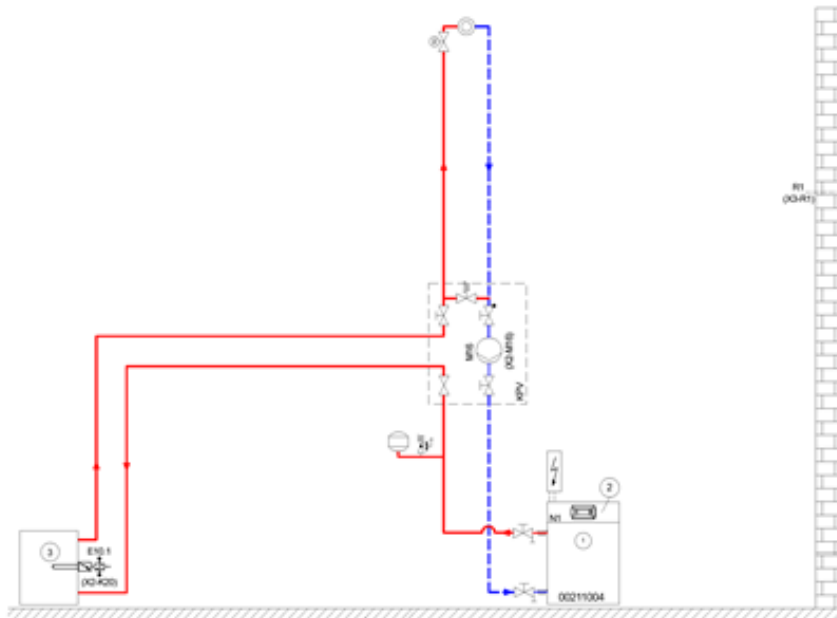 R1
(X3-R1)
M16
(X2-M16)
KPV
2
N1
1
3
E10.1
(X2-K20)
00211004